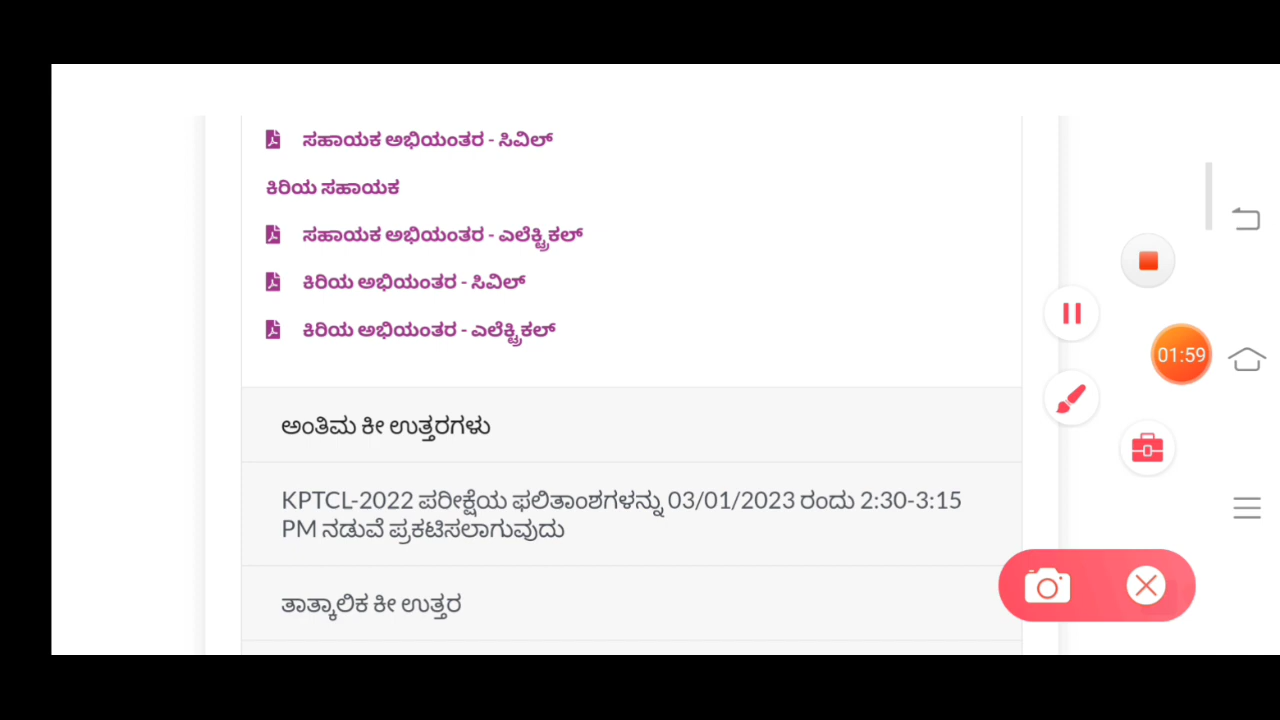 ಸಹಾಯಕ ಅಭಿಯಂತರ - ಸಿವಿಲ್
ಕಿರಿಯ ಸಹಾಯಕ
ಸಹಾಯಕ ಅಭಿಯಂತರ - ಎಲೆಕ್ಟ್ರಿಕಲ್
ಕಿರಿಯ ಅಭಿಯಂತರ - ಸಿವಿಲ್
ಕಿರಿಯ ಅಭಿಯಂತರ - ಎಲೆಕ್ಟ್ರಿಕಲ್
01:59
ಅಂತಿಮ ಕೀ ಉತ್ತರಗಳು
KPTCL-2022 ಪರೀಕ್ಷೆಯ ಫಲಿತಾಂಶಗಳನ್ನು 03/01/2023 ರಂದು 2:30-3:15
PM ನಡುವೆ ಪ್ರಕಟಿಸಲಾಗುವುದು
ತಾತ್ಕಾಲಿಕ ಕೀ ಉತ್ತರ